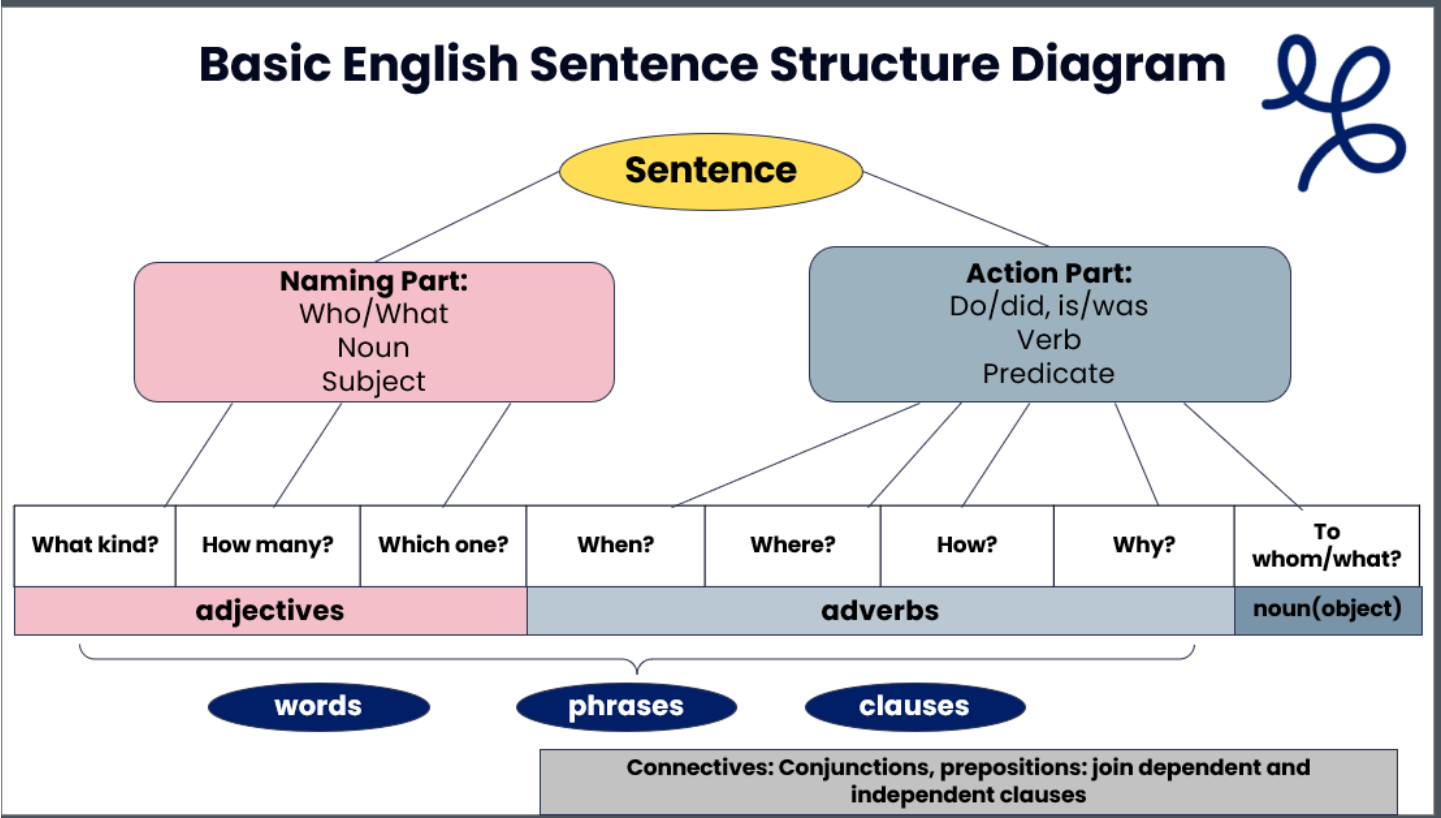 Basic English Sentence Structure Diagram
Sentence
Naming Part:
Who/What
Noun
Subject
Action Part:
Do/did, is/was
Verb
Predicate
What kind?
How many?
Which one?
When?
Where?
How?
Why?
To
whom/what?
adjectives
adverbs
noun(object)
words
phrases
clauses
Connectives: Conjunctions, prepositions: join dependent and
independent clauses